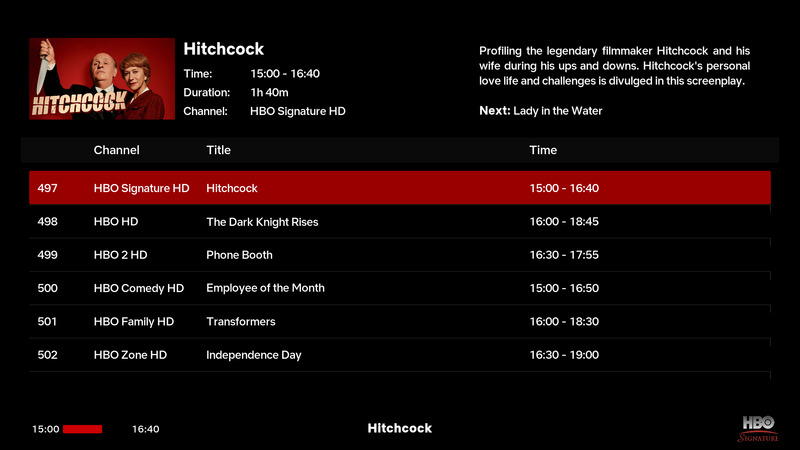 HITCHCOCK
Hitchcock
Time: 15:00 - 16:40
Duration: 1h 40m
Channel: HBO Signature HD
Profiling the legendary filmmaker Hitchcock and his
wife during his ups and downs. Hitchcock's personal
love life and challenges is divulged in this screenplay.
Next: Lady in the Water
Channel Title Time
497 HBO Signature HD Hitchcock 15:00 - 16:40
498 HBO HD The Dark Knight Rises 16:00 - 18:45
499 HBO 2 HD Phone Booth 16:30 - 17:55
500 HBO Comedy HD Employee of the Month 15:00 - 16:50
501 HBO Family HD Transformers 16:00 - 18:30
502 HBO Zone HD Independence Day 16:30 - 19:00
15:00 16:40 Hitchcock
HBO
SIGNATURE